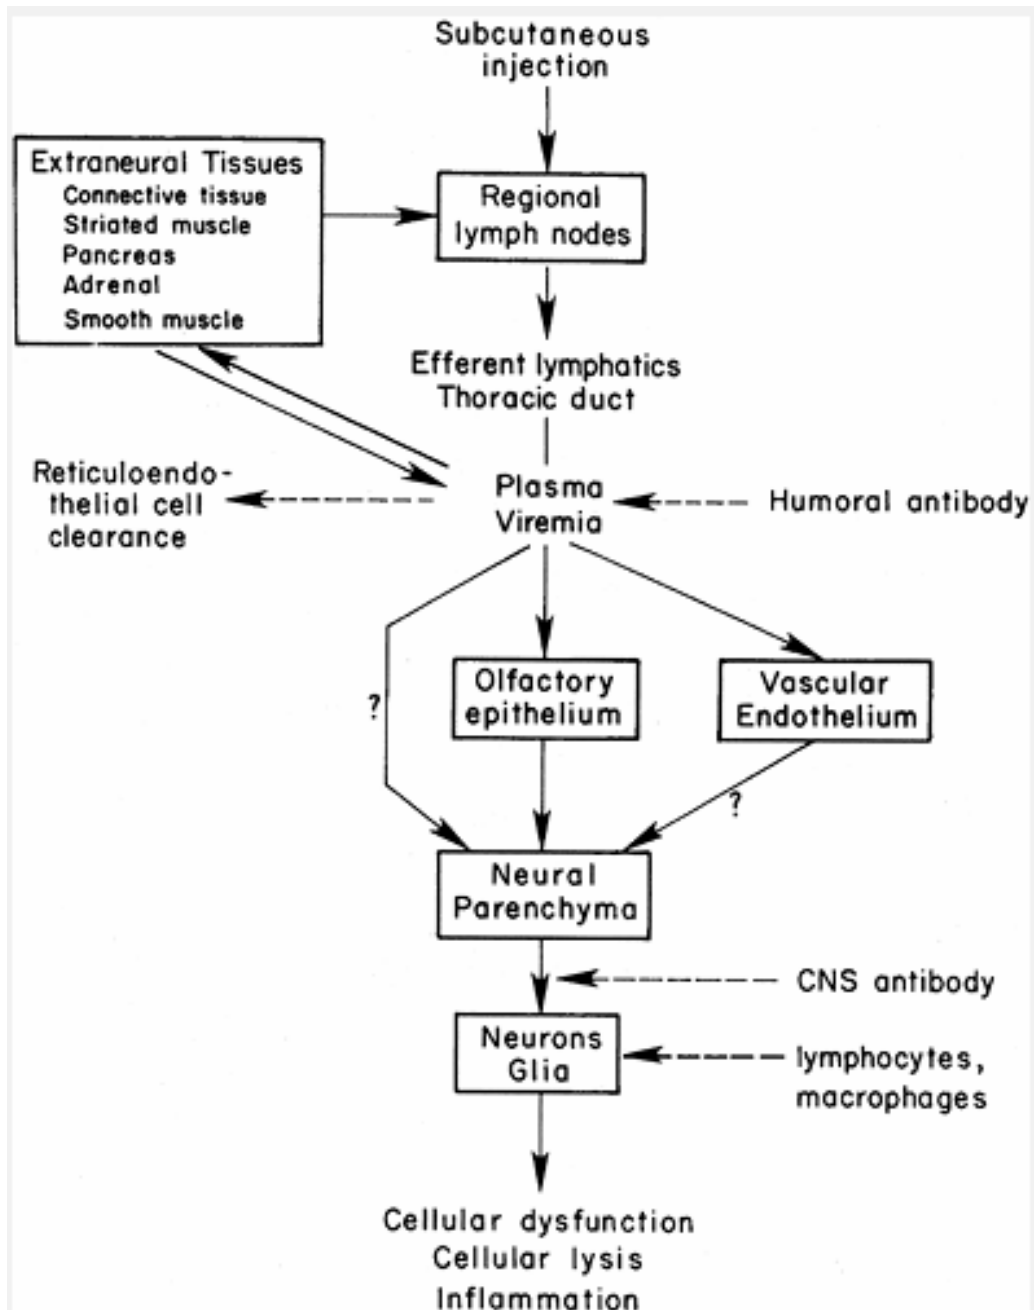 Subcutaneous
injection
Extraneural Tissues
Connective tissue
Striated muscle
Pancreas
Adrenal
Smooth muscle
Regional
lymph nodes
Efferent lymphatics
Thoracic duct
Reticuloendo-
thelial cell
clearance
Plasma
Viremia
Humoral antibody
?
Olfactory
epithelium
Vascular
Endothelium
?
Neural
Parenchyma
CNS antibody
Neurons
Glia
lymphocytes,
macrophages
Cellular dysfunction
Cellular lysis
Inflammation